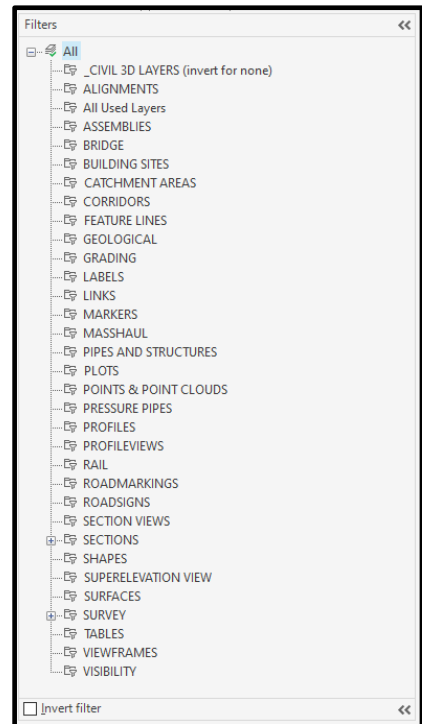 Filters
All
_CIVIL 3D LAYERS (invert for none)
ALIGNMENTS
All Used Layers
ASSEMBLIES
BRIDGE
BUILDING SITES
CATCHMENT AREAS
CORRIDORS
FEATURE LINES
GEOLOGICAL
GRADING
LABELS
LINKS
MARKERS
MASSHAUL
PIPES AND STRUCTURES
PLOTS
POINTS & POINT CLOUDS
PRESSURE PIPES
PROFILES
PROFILEVIEWS
RAIL
ROADMARKINGS
ROADSIGNS
SECTION VIEWS
SECTIONS
SHAPES
SUPERELEVATION VIEW
SURFACES
SURVEY
TABLES
VIEWFRAMES
VISIBILITY
Invert filter